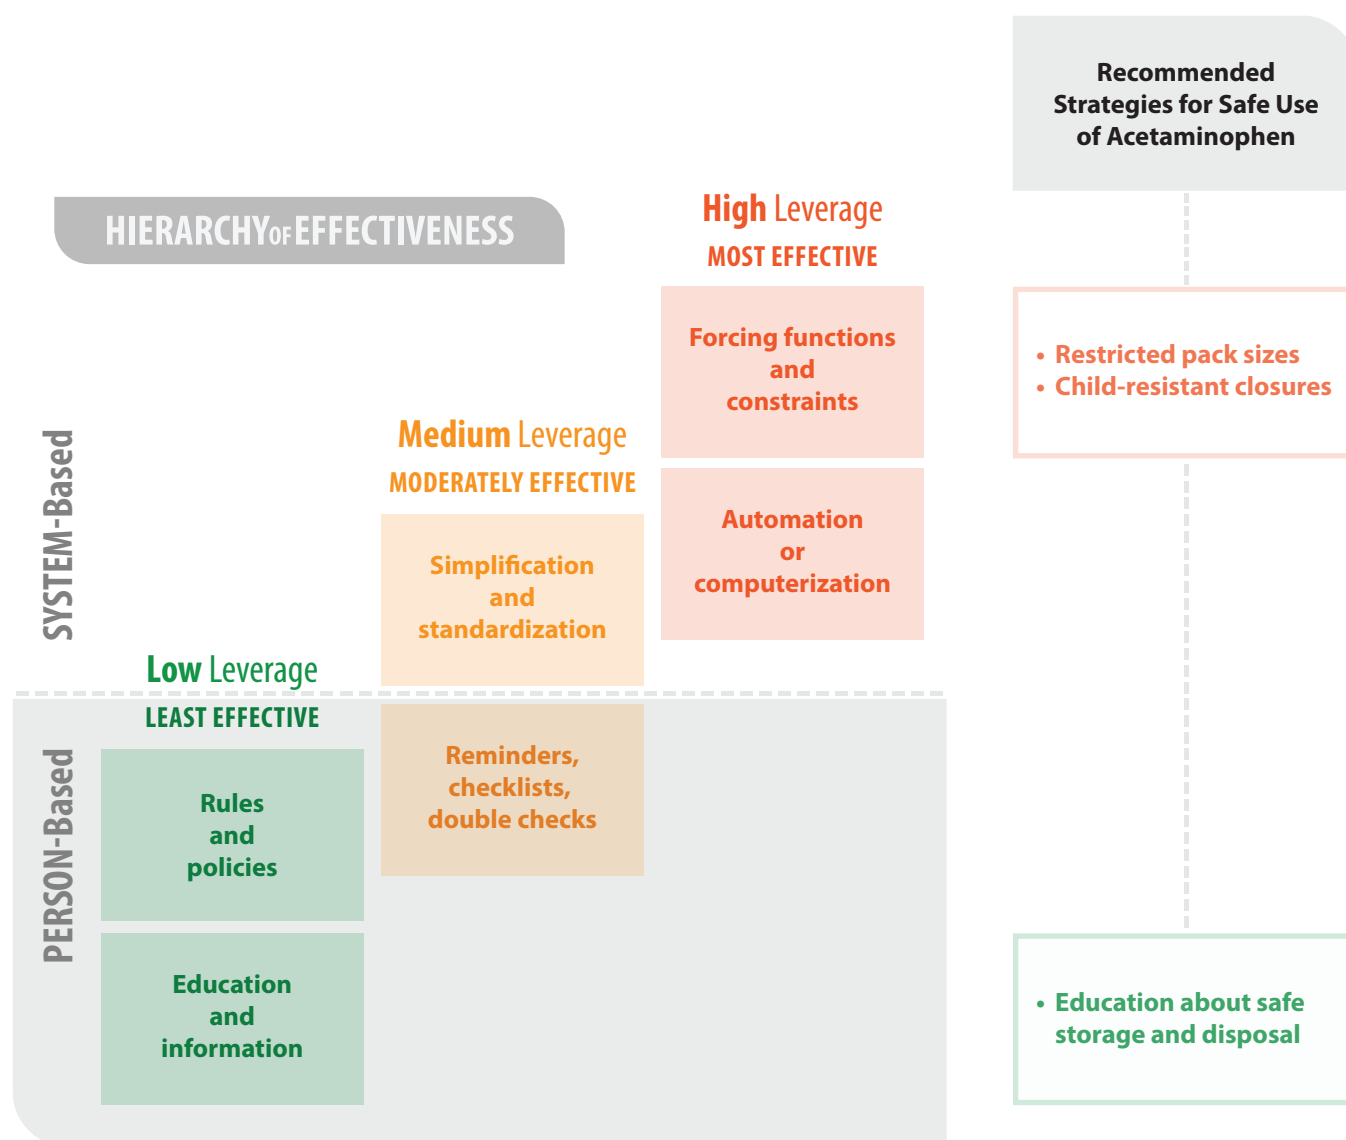 HIERARCHY OF EFFECTIVENESS
SYSTEM-Based
PERSON-Based
Low Leverage
LEAST EFFECTIVE
Rules
and
policies
Education
and
information
Medium Leverage
MODERATELY EFFECTIVE
Simplification
and
standardization
Reminders,
checklists,
double checks
High Leverage
MOST EFFECTIVE
Forcing functions
and
constraints
Automation
or
computerization
Recommended
Strategies for Safe Use
of Acetaminophen
• Restricted pack sizes
• Child-resistant closures
• Education about safe
storage and disposal